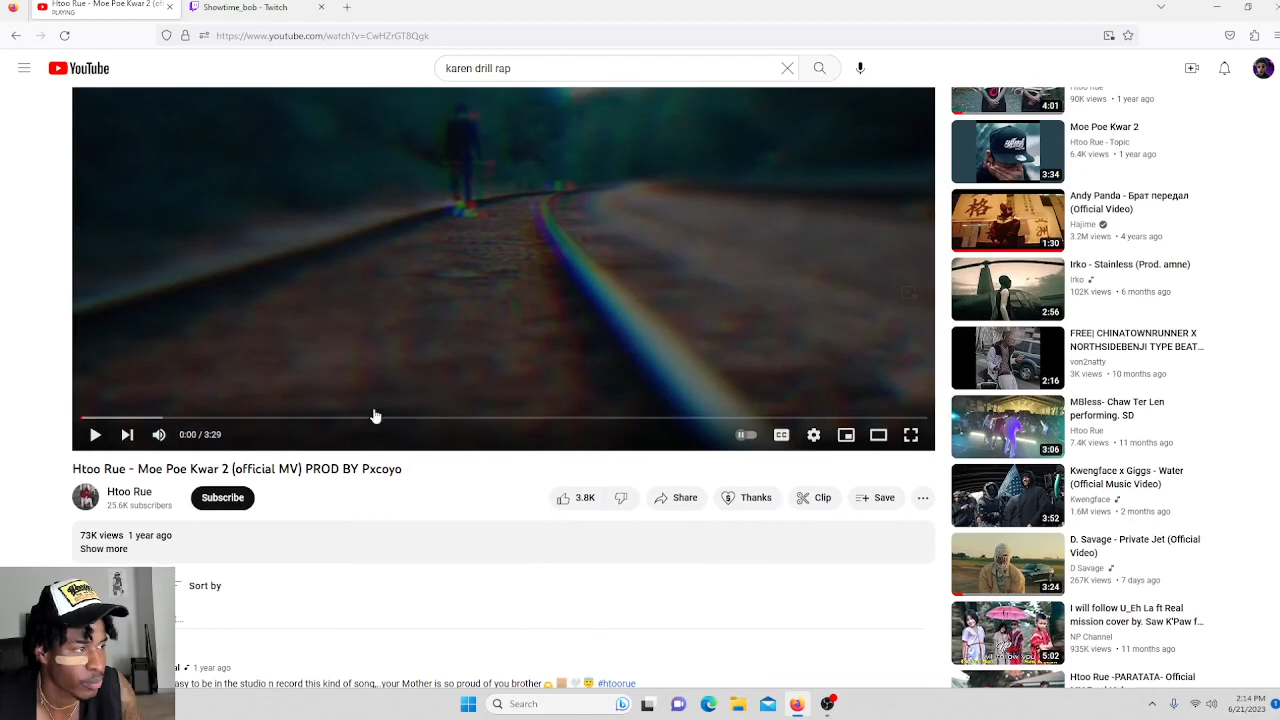 Htoo Rue - Moe Poe Kwar 2 (of
PLAYING
Showtime_bob - Twitch
https://www.youtube.com/watch?v=CwHZrGT8Qgk
YouTube
karen drill rap
4:01
90K views • 1 year ago
Moe Poe Kwar 2
Htoo Rue - Topic
6.4K views • 1 year ago
3:34
Andy Panda - Брат передал
(Official Video)
Hajime
3.2M views • 4 years ago
1:30
Irko - Stainless (Prod. amne)
Irko
102K views • 6 months ago
2:56
FREE| CHINATOWNRUNNER X
NORTHSIDEBENJI TYPE BEAT...
von2natty
3K views • 10 months ago
2:16
MBless- Chaw Ter Len
performing. SD
Htoo Rue
7.4K views • 11 months ago
3:06
Kwengface x Giggs - Water
(Official Music Video)
Kwengface
1.6M views • 2 months ago
3:52
D. Savage - Private Jet (Official
Video)
D Savage
267K views • 7 days ago
3:24
I will follow U_Eh La ft Real
mission cover by. Saw K'Paw f...
NP Channel
935K views • 11 months ago
5:02
Htoo Rue -PARATATA- Official
0:00 / 3:29
CC
Htoo Rue - Moe Poe Kwar 2 (official MV) PROD BY Pxcoyo
Htoo Rue
25.6K subscribers
Subscribe
3.8K
Share
Thanks
Clip
Save
73K views 1 year ago
Show more
Sort by
1 year ago
easy to be in the studio and recording, your Mother is so proud of you brother #htoorue
Search
2:14 PM
6/21/2023